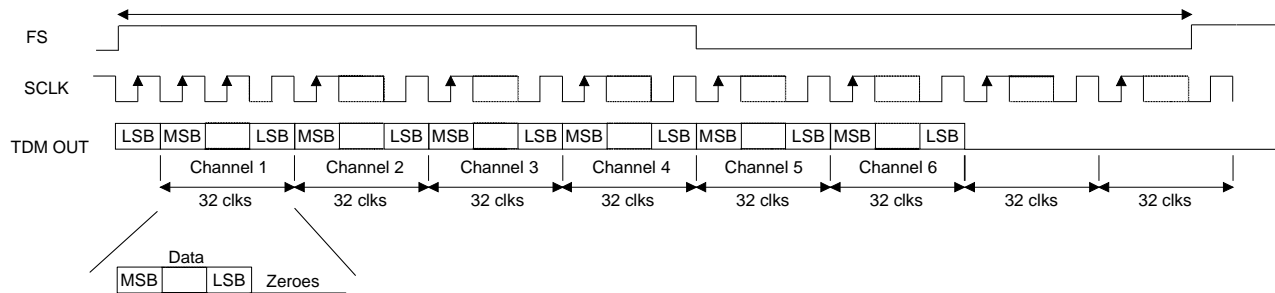 FS
SCLK
TDM OUT
LSB MSB LSB MSB LSB MSB LSB MSB LSB MSB LSB MSB LSB
Channel 1 Channel 2 Channel 3 Channel 4 Channel 5 Channel 6
32 clks 32 clks 32 clks 32 clks 32 clks 32 clks 32 clks 32 clks
Data
MSB LSB Zeroes